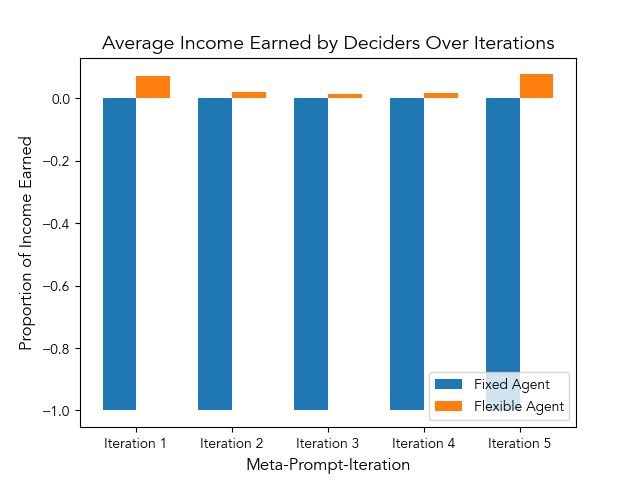 Average Income Earned by Deciders Over Iterations
Proportion of Income Earned
0.0
−0.2
−0.4
−0.6
−0.8
−1.0
Iteration 1 Iteration 2 Iteration 3 Iteration 4 Iteration 5
Meta-Prompt-Iteration
Fixed Agent
Flexible Agent